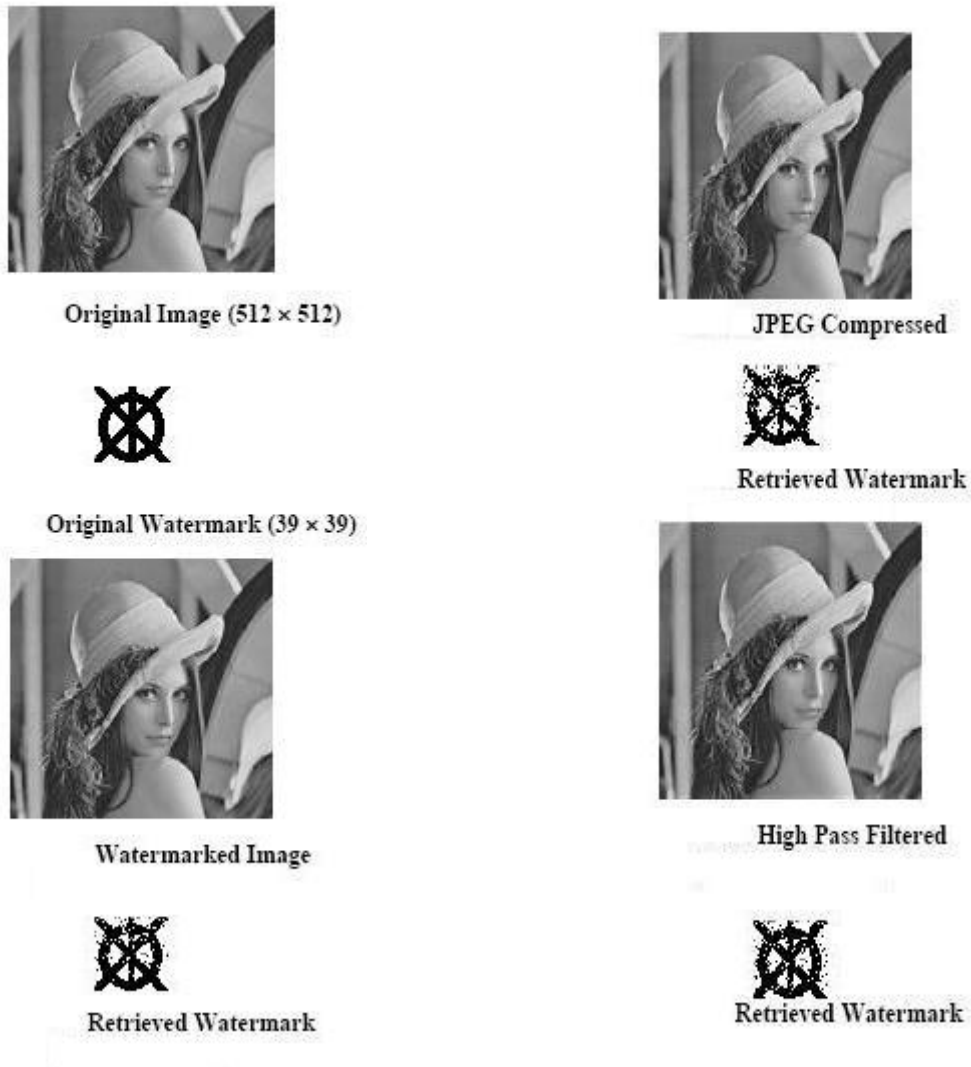 Original Image (512 × 512)
Original Watermark (39 × 39)
Watermarked Image
Retrieved Watermark
JPEG Compressed
Retrieved Watermark
High Pass Filtered
Retrieved Watermark